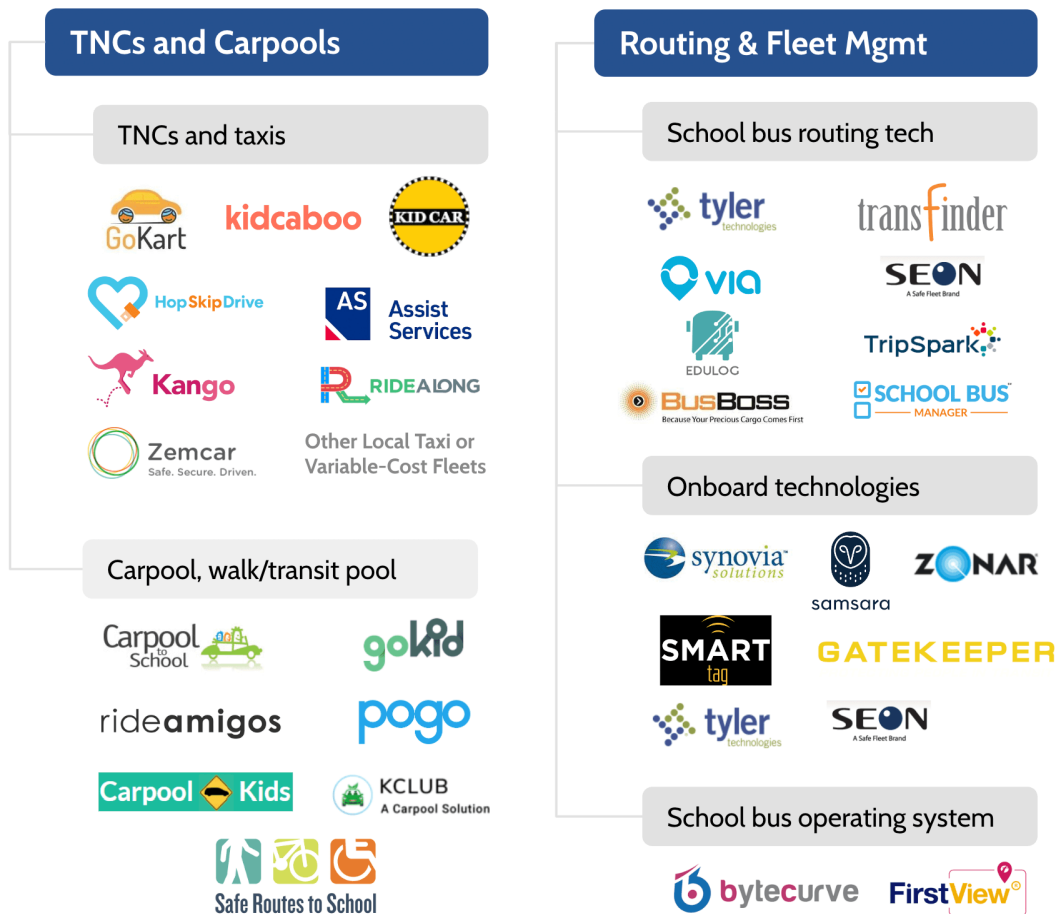 TNCs and Carpools
TNCs and taxis
GoKart
kidcaboo
KID CAR
HopSkipDrive
AS Assist
Services
Kango
RIDEALONG
Zemcar
Safe. Secure. Driven.
Other Local Taxi or
Variable-Cost Fleets
Carpool, walk/transit pool
Carpool
to
School
gokid
rideamigos
pogo
Carpool Kids
KCLUB
A Carpool Solution
Safe Routes to School
Routing & Fleet Mgmt
School bus routing tech
tyler
technologies
transfinder
via
SEON
A Safe Fleet Brand
EDULOG
TripSpark
BusBoss
Because Your Precious Cargo Comes First
SCHOOL BUS
MANAGER
Onboard technologies
synovia
solutions
samsara
ZONAR
SMART
tag
GATEKEEPER
tyler
technologies
SEON
A Safe Fleet Brand
School bus operating system
bytecurve
FirstView®